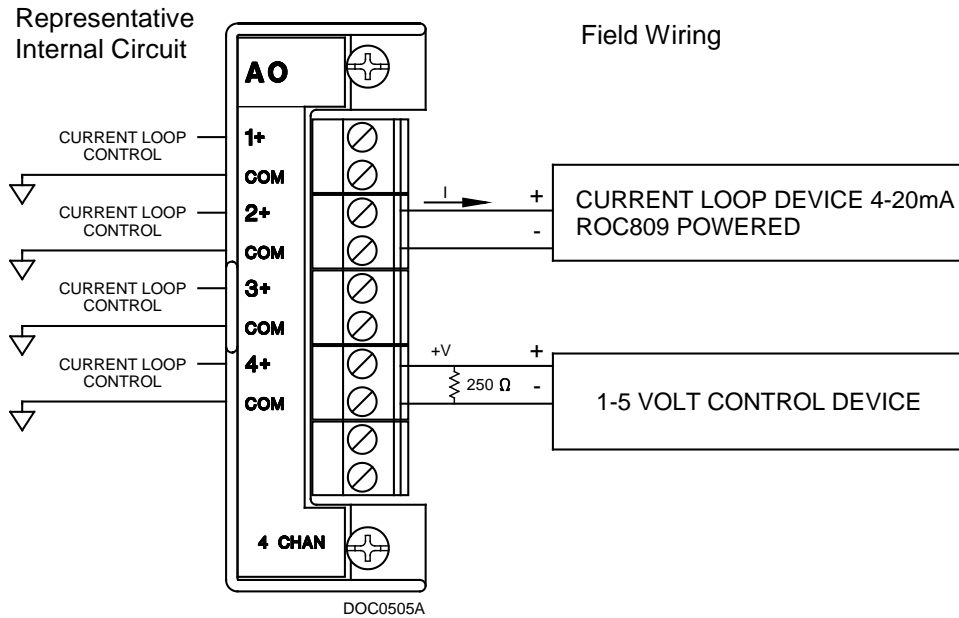 Representative
Internal Circuit
Field Wiring
AO
CURRENT LOOP
CONTROL
1+
COM
CURRENT LOOP
CONTROL
2+
COM
CURRENT LOOP
CONTROL
3+
COM
CURRENT LOOP
CONTROL
4+
COM
4 CHAN
I
+
-
CURRENT LOOP DEVICE 4-20mA
ROC809 POWERED
+V
250 Ω
+
-
1-5 VOLT CONTROL DEVICE
DOC0505A